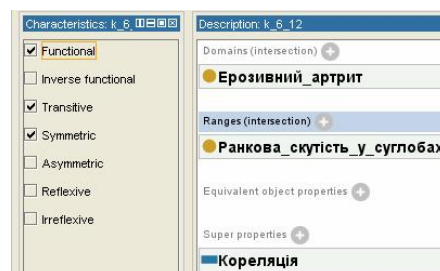 Characteristics: k_6_
Functional
Inverse functional
Transitive
Symmetric
Asymmetric
Reflexive
Irreflexive
Description: k_6_12
Domains (intersection)
Ерозивний_артрит
Ranges (intersection)
Ранкова_скутість_у_суглобах
Equivalent object properties
Super properties
Кореляція